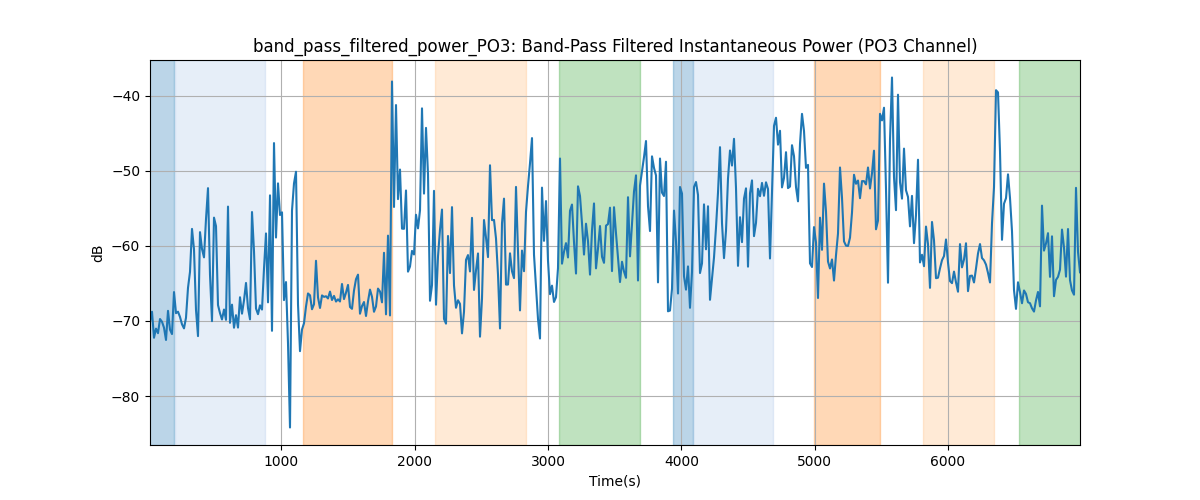 band_pass_filtered_power_PO3: Band-Pass Filtered Instantaneous Power (PO3 Channel)
−40
−50
−60
−70
−80
dB
1000 2000 3000 4000 5000 6000
Time(s)